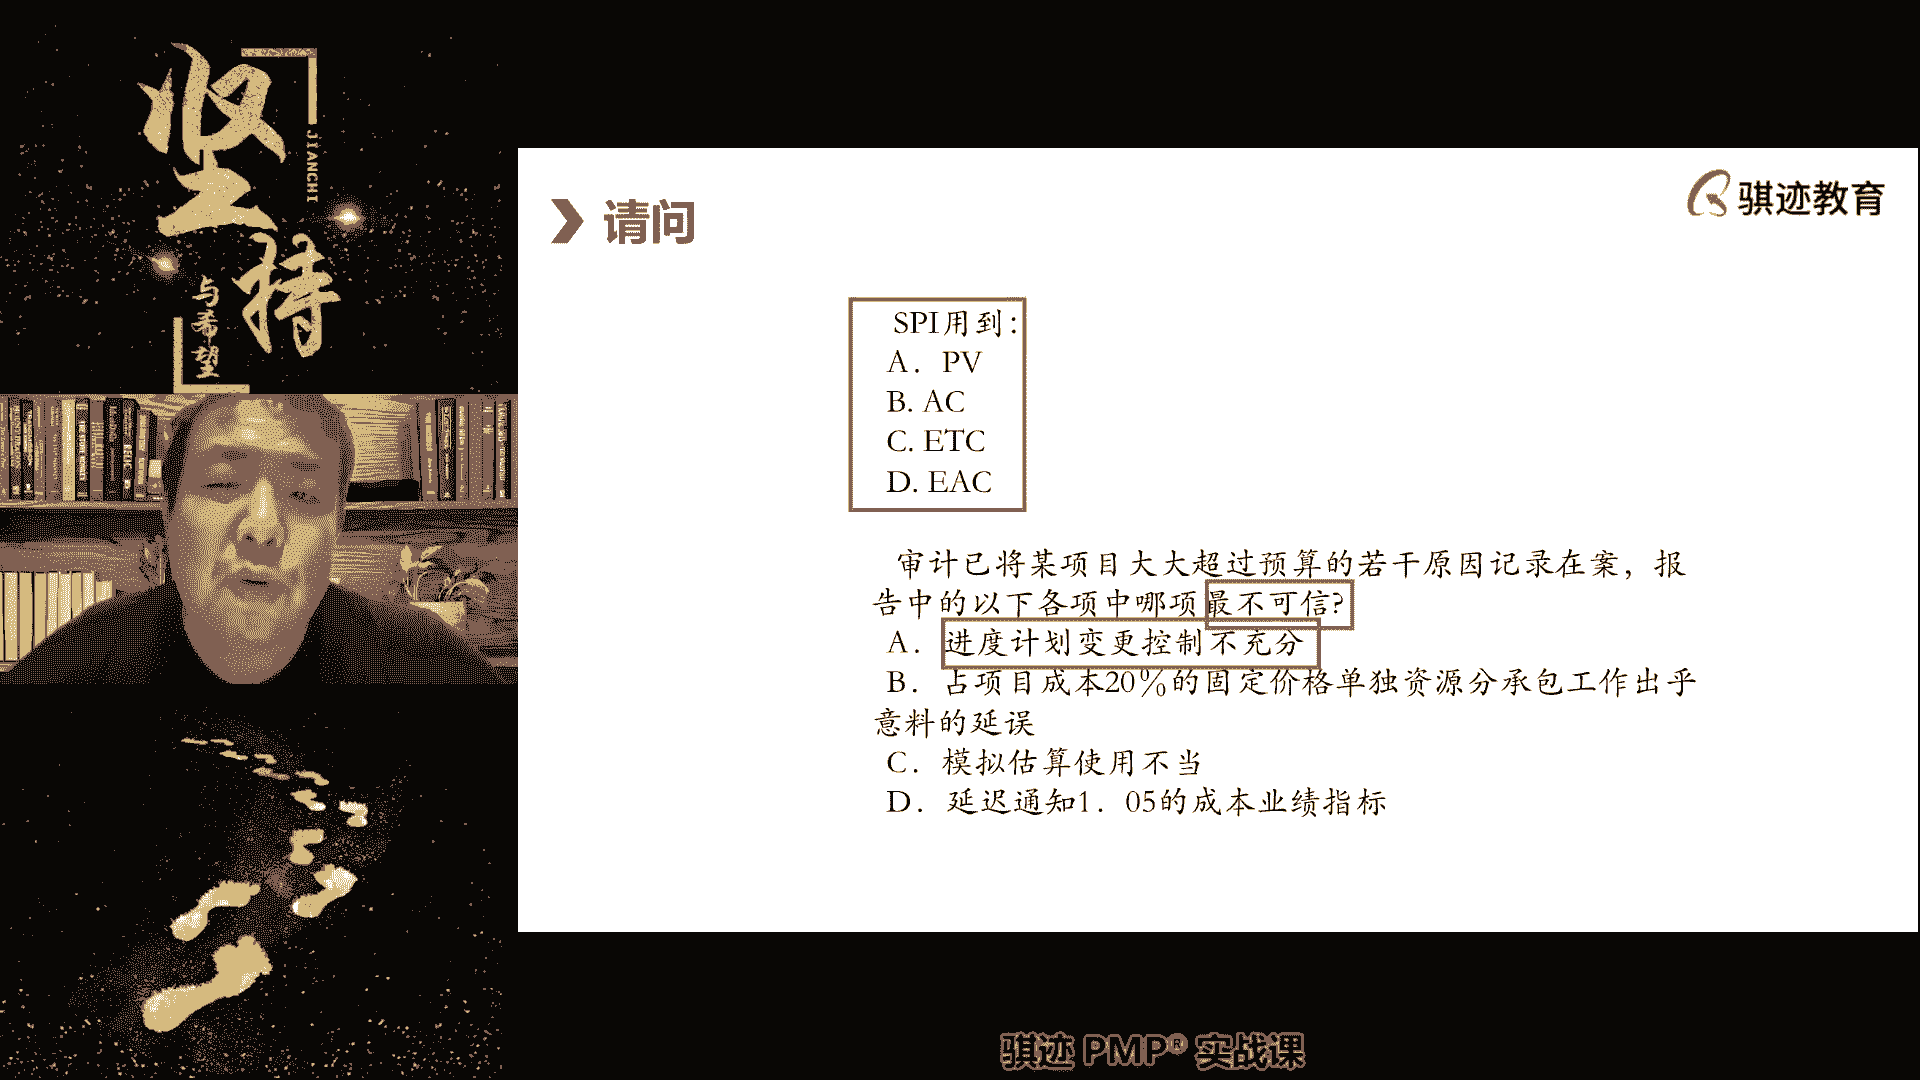 坚持
JIANCHI
与希望
骐迹教育
请问
SPI用到：
A．PV
B. AC
C. ETC
D. EAC
审计已将某项目大大超过预算的若干原因记录在案，报
告中的以下各项中哪项最不可信?
A．进度计划变更控制不充分
B．占项目成本20%的固定价格单独资源分承包工作出乎
意料的延误
C．模拟估算使用不当
D．延迟通知1．05的成本业绩指标
骐迹 PMP® 实战课